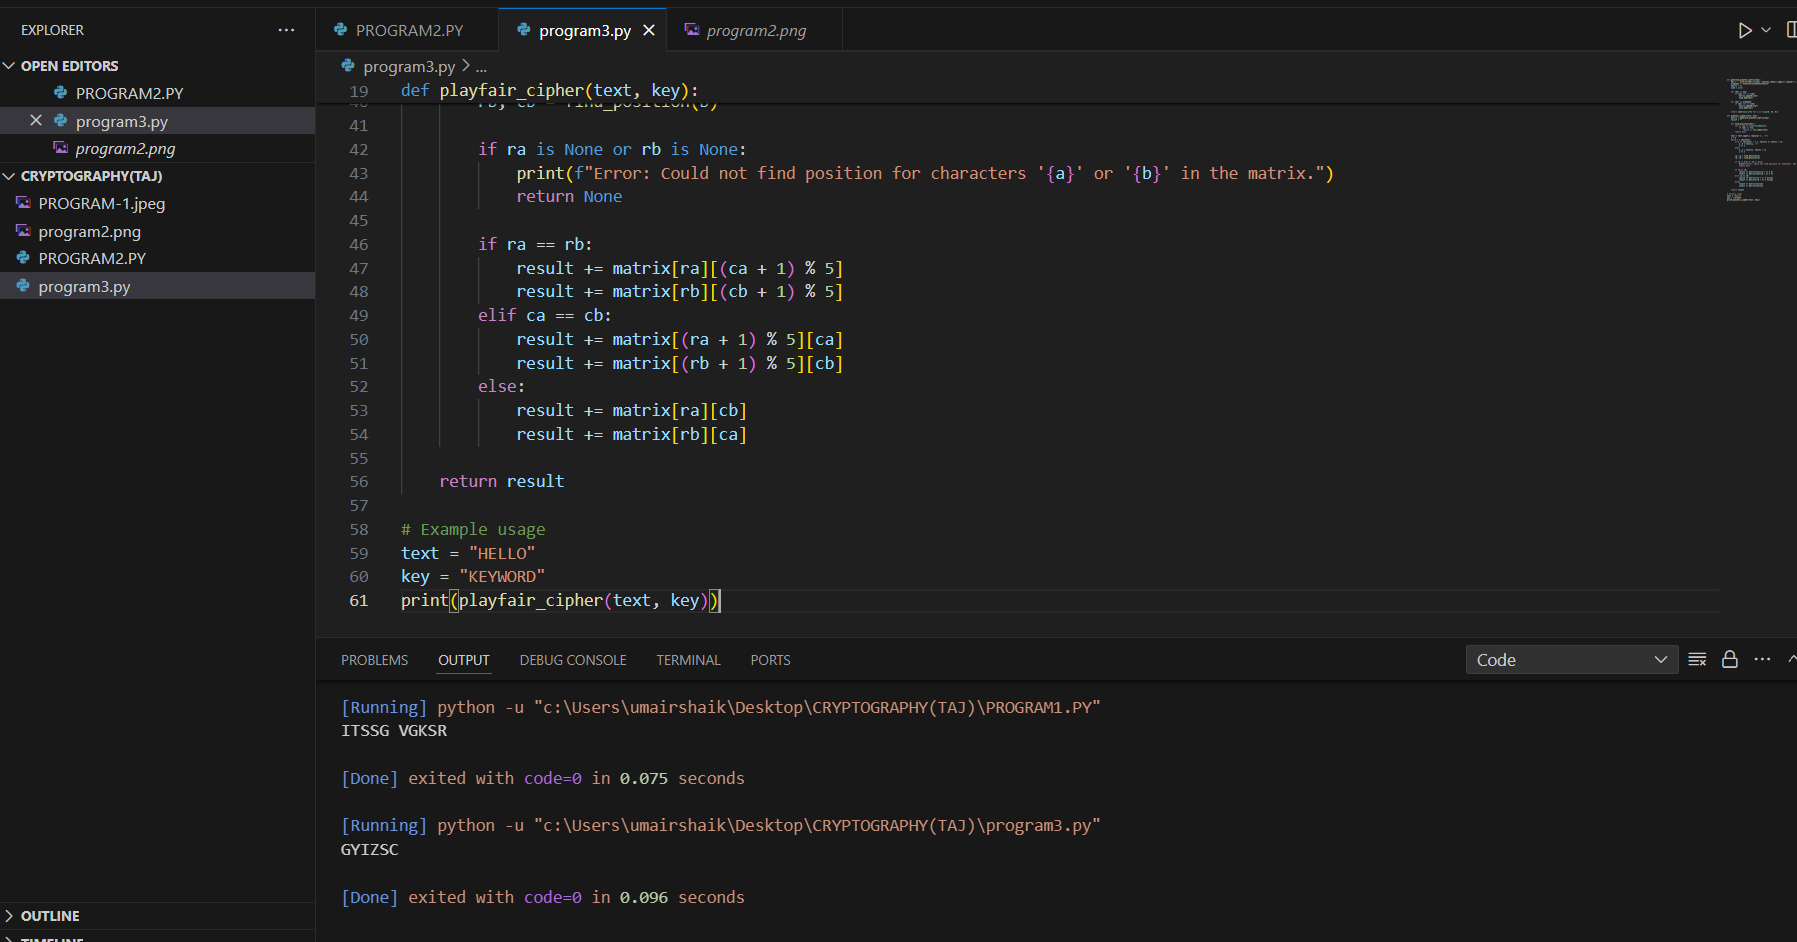 EXPLORER
OPEN EDITORS
PROGRAM2.PY
program3.py
program2.png
CRYPTOGRAPHY(TAJ)
PROGRAM-1.jpeg
program2.png
PROGRAM2.PY
program3.py
OUTLINE
TIMELINE
PROGRAM2.PY program3.py program2.png
program3.py > ...
19 def playfair_cipher(text, key):
40 rb, cb = find_position(b)
41
42 if ra is None or rb is None:
43 print(f"Error: Could not find position for characters '{a}' or '{b}' in the matrix.")
44 return None
45
46 if ra == rb:
47 result += matrix[ra][(ca + 1) % 5]
48 result += matrix[rb][(cb + 1) % 5]
49 elif ca == cb:
50 result += matrix[(ra + 1) % 5][ca]
51 result += matrix[(rb + 1) % 5][cb]
52 else:
53 result += matrix[ra][cb]
54 result += matrix[rb][ca]
55
56 return result
57
58 # Example usage
59 text = "HELLO"
60 key = "KEYWORD"
61 print(playfair_cipher(text, key))
PROBLEMS OUTPUT DEBUG CONSOLE TERMINAL PORTS
Code
[Running] python -u "c:\Users\umairshaik\Desktop\CRYPTOGRAPHY(TAJ)\PROGRAM1.PY"
ITSSG VGKSR
[Done] exited with code=0 in 0.075 seconds
[Running] python -u "c:\Users\umairshaik\Desktop\CRYPTOGRAPHY(TAJ)\program3.py"
GYIZSC
[Done] exited with code=0 in 0.096 seconds